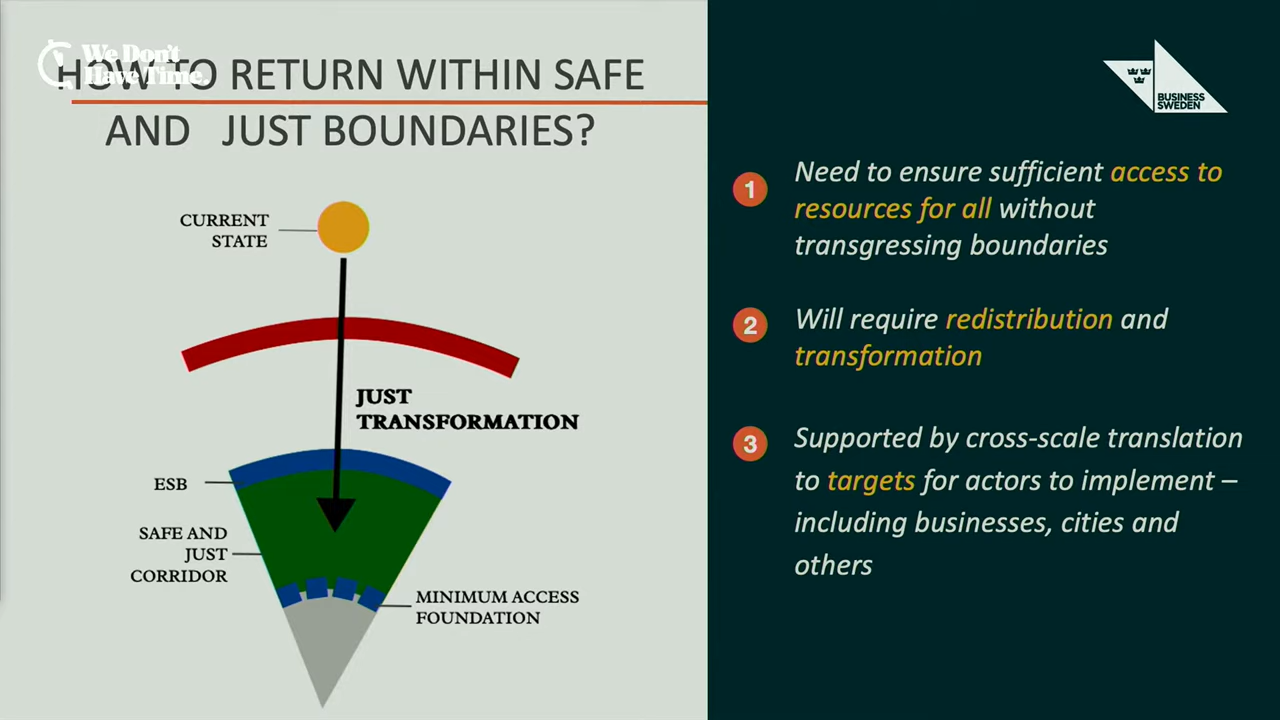 We Don't
Have Time.
HOW TO RETURN WITHIN SAFE
AND JUST BOUNDARIES?
CURRENT
STATE
JUST
TRANSFORMATION
ESB
SAFE AND
JUST
CORRIDOR
MINIMUM ACCESS
FOUNDATION
BUSINESS
SWEDEN
1
Need to ensure sufficient access to
resources for all without
transgressing boundaries
2
Will require redistribution and
transformation
3
Supported by cross-scale translation
to targets for actors to implement –
including businesses, cities and
others